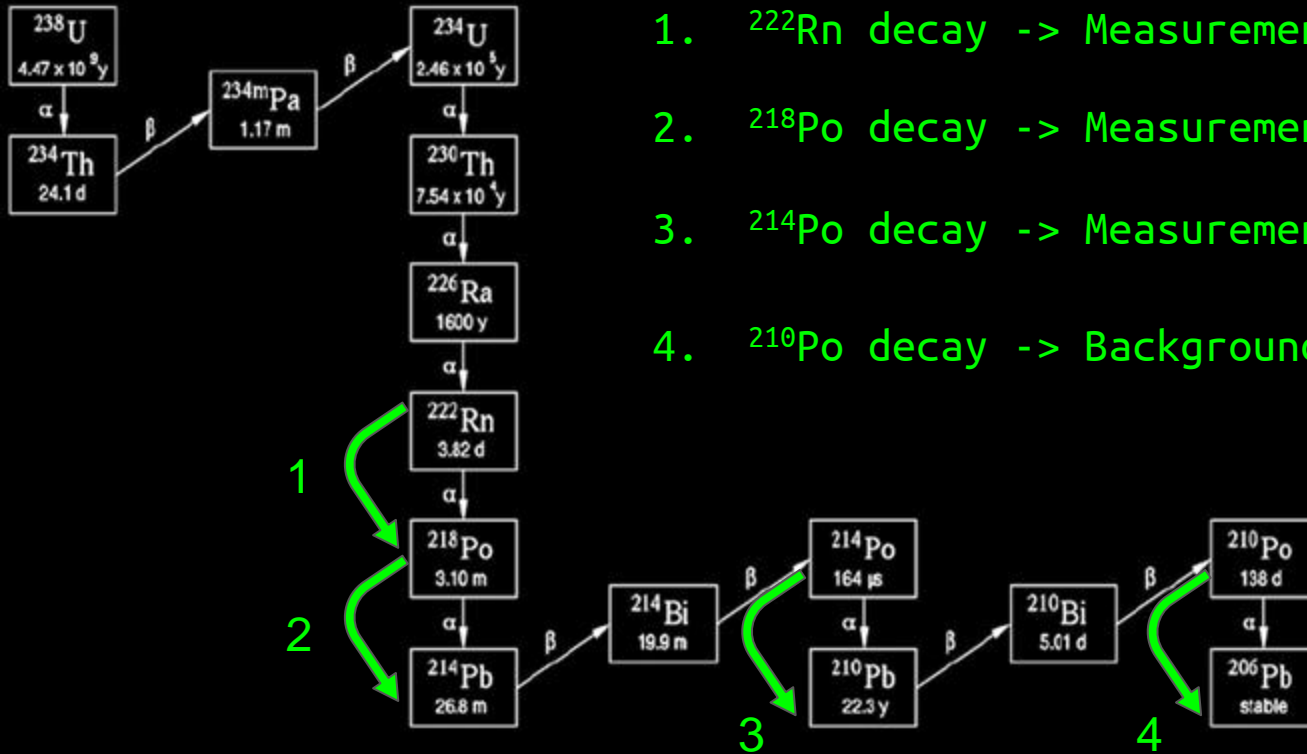 ²³⁸U
4.47 x 10⁹y
α
²³⁴Th
24.1 d
β
²³⁴ᵐPa
1.17 m
β
²³⁴U
2.46 x 10⁵y
α
²³⁰Th
7.54 x 10⁴y
α
²²⁶Ra
1600 y
α
²²²Rn
3.82 d
α
²¹⁸Po
3.10 m
α
²¹⁴Pb
26.8 m
β
²¹⁴Bi
19.9 m
β
²¹⁴Po
164 µs
α
²¹⁰Pb
22.3 y
β
²¹⁰Bi
5.01 d
β
²¹⁰Po
138 d
α
²⁰⁶Pb
stable
1
2
3
4
1. ²²²Rn decay -> Measuremen
2. ²¹⁸Po decay -> Measuremen
3. ²¹⁴Po decay -> Measuremen
4. ²¹⁰Po decay -> Background